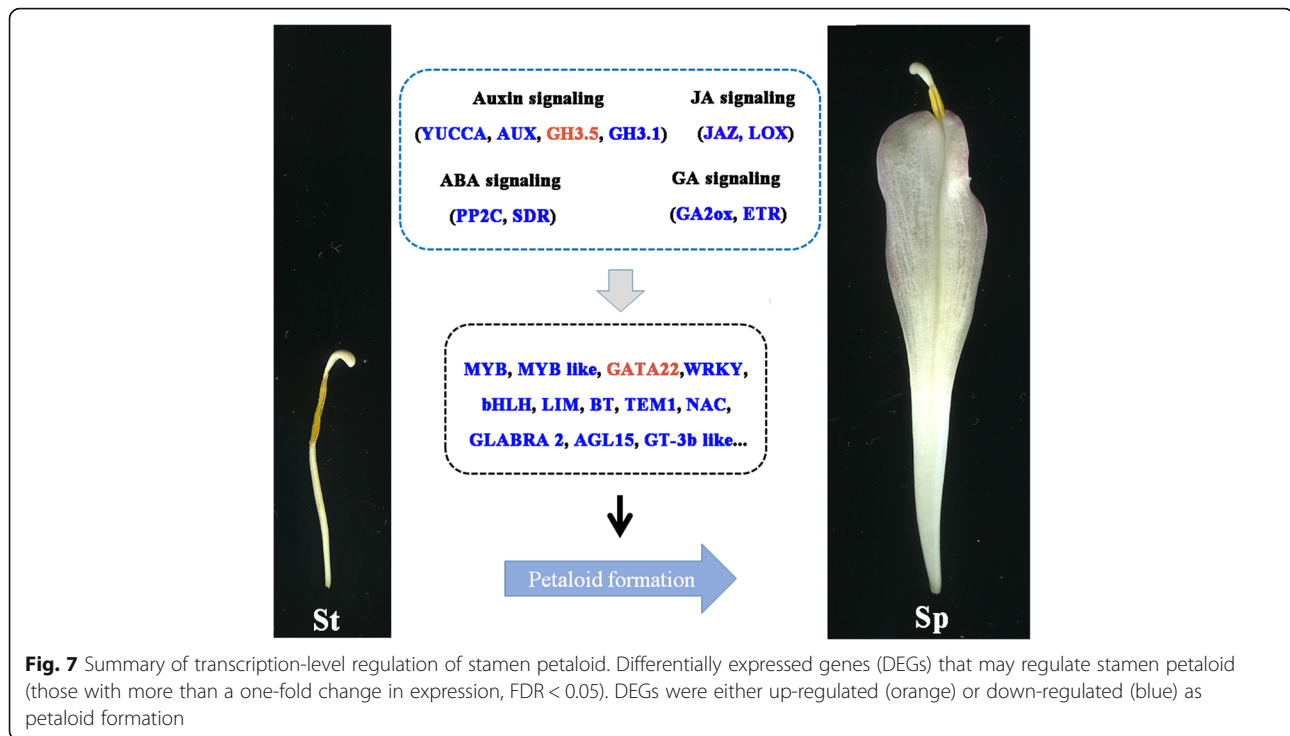 Auxin signaling
JA signaling
(YUCCA, AUX, GH3.5, GH3.1)
(JAZ, LOX)
ABA signaling
GA signaling
(PP2C, SDR)
(GA2ox, ETR)
MYB, MYB like, GATA22,WRKY,
bHLH, LIM, BT, TEM1, NAC,
GLABRA 2, AGL15, GT-3b like...
Petaloid formation
St
Sp
Fig. 7 Summary of transcription-level regulation of stamen petaloid. Differentially expressed genes (DEGs) that may regulate stamen petaloid
(those with more than a one-fold change in expression, FDR < 0.05). DEGs were either up-regulated (orange) or down-regulated (blue) as
petaloid formation